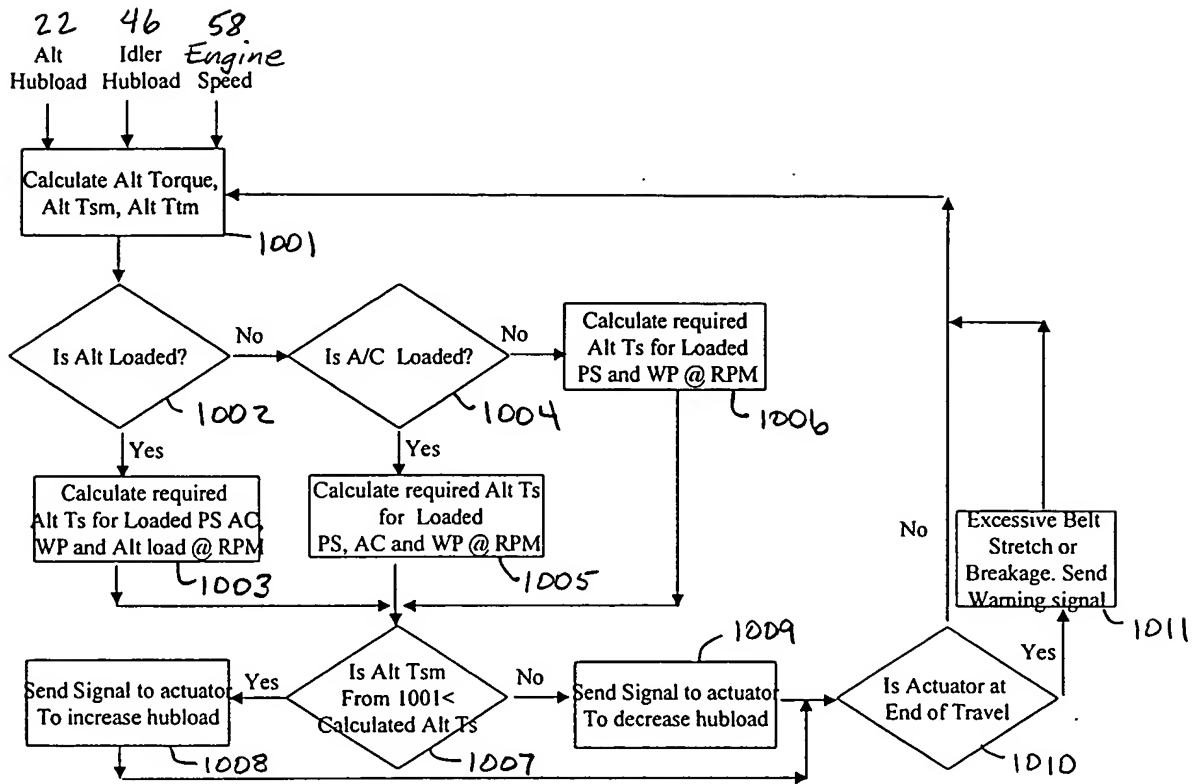 22 46 58
Alt Idler Engine
Hubload Hubload Speed
Calculate Alt Torque,
Alt Tsm, Alt Ttm
1001
Is Alt Loaded?
1002
No
Is A/C Loaded?
1004
No
Calculate required
Alt Ts for Loaded
PS and WP @ RPM
1006
Yes
Calculate required
Alt Ts for Loaded PS AC,
WP and Alt load @ RPM
1003
Yes
Calculate required Alt Ts
for Loaded
PS, AC and WP @ RPM
1005
Is Alt Tsm
From 1001<
Calculated Alt Ts
1007
Yes
Send Signal to actuator
To increase hubload
1008
No
Send Signal to actuator
To decrease hubload
1009
Is Actuator at
End of Travel
1010
No
Yes
Excessive Belt
Stretch or
Breakage. Send
Warning signal
1011